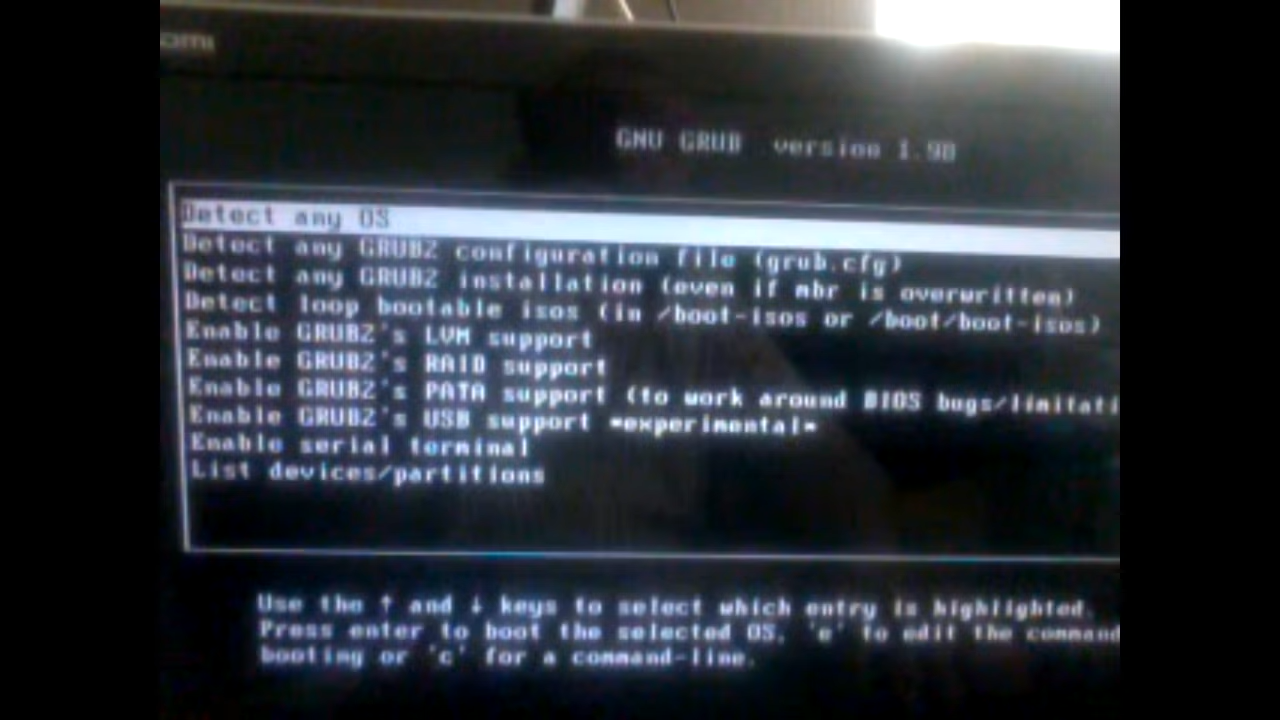 GNU GRUB version 1.98
Detect any OS
Detect any GRUB2 configuration file (grub.cfg)
Detect any GRUB2 installation (even if mbr is overwritten)
Detect loop bootable isos (in /boot-isos or /boot/boot-isos)
Enable GRUB2's LVM support
Enable GRUB2's RAID support
Enable GRUB2's PATA support (to work around BIOS bugs/limitati
Enable GRUB2's USB support *experimental*
Enable serial terminal
List devices/partitions
Use the ↑ and ↓ keys to select which entry is highlighted.
Press enter to boot the selected OS, 'e' to edit the command
booting or 'c' for a command-line.